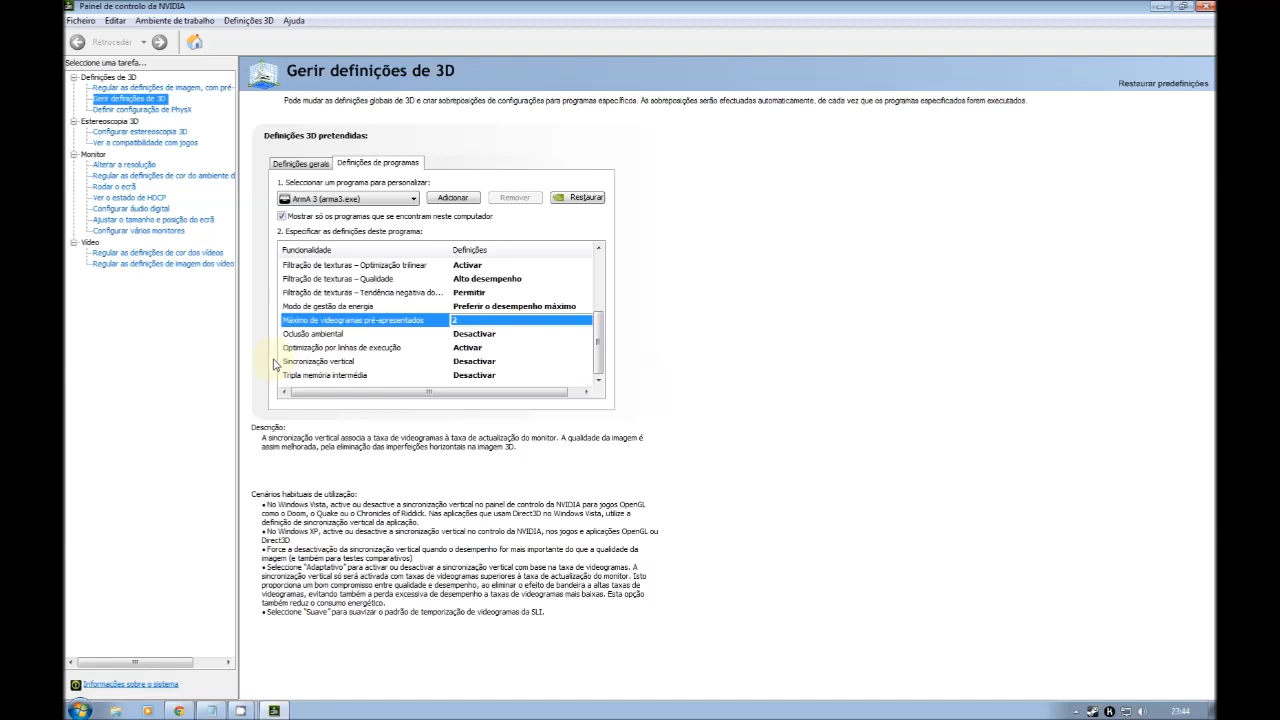 Painel de controlo da NVIDIA
Ficheiro Editar Ambiente de trabalho Definições 3D Ajuda
Retroceder
Seleccione uma tarefa...
Definições de 3D
Regular as definições de imagem, com pré-
Gerir definições de 3D
Definir configuração de PhysX
Estereoscopia 3D
Configurar estereoscopia 3D
Ver a compatibilidade com jogos
Monitor
Alterar a resolução
Regular as definições de cor do ambiente d
Rodar o ecrã
Ver o estado de HDCP
Configurar áudio digital
Ajustar o tamanho e posição do ecrã
Configurar vários monitores
Vídeo
Regular as definições de cor dos vídeos
Regular as definições de imagem dos vídeo
Informações sobre o sistema
Gerir definições de 3D
Restaurar predefinições
Pode mudar as definições globais de 3D e criar sobreposições de configurações para programas específicos. As sobreposições serão efectuadas automaticamente, de cada vez que os programas especificados forem executados.
Definições 3D pretendidas:
Definições gerais Definições de programas
1. Seleccionar um programa para personalizar:
ArmA 3 (arma3.exe) Adicionar Remover Restaurar
Mostrar só os programas que se encontram neste computador
2. Especificar as definições deste programa:
Funcionalidade Definições
Filtração de texturas – Optimização trilinear Activar
Filtração de texturas – Qualidade Alto desempenho
Filtração de texturas – Tendência negativa do... Permitir
Modo de gestão da energia Preferir o desempenho máximo
Máximo de videogramas pré-apresentados 2
Oclusão ambiental Desactivar
Optimização por linhas de execução Activar
Sincronização vertical Desactivar
Tripla memória intermédia Desactivar
Descrição:
A sincronização vertical associa a taxa de videogramas à taxa de actualização do monitor. A qualidade da imagem é
assim melhorada, pela eliminação das imperfeições horizontais na imagem 3D.
Cenários habituais de utilização:
• No Windows Vista, active ou desactive a sincronização vertical no painel de controlo da NVIDIA para jogos OpenGL
como o Doom, o Quake ou o Chronicles of Riddick. Nas aplicações que usam Direct3D no Windows Vista, utilize a
definição de sincronização vertical da aplicação.
• No Windows XP, active ou desactive a sincronização vertical no controlo da NVIDIA, nos jogos e aplicações OpenGL ou
Direct3D
• Force a desactivação da sincronização vertical quando o desempenho for mais importante do que a qualidade da
imagem (e também para testes comparativos)
• Seleccione "Adaptativo" para activar ou desactivar a sincronização vertical com base na taxa de videogramas. A
sincronização vertical só será activada com taxas de videogramas superiores à taxa de actualização do monitor. Isto
proporciona um bom compromisso entre qualidade e desempenho, ao eliminar o efeito de bandeira a altas taxas de
videogramas, evitando também a perda excessiva de desempenho a taxas de videogramas mais baixas. Esta opção
também reduz o consumo energético.
• Seleccione "Suave" para suavizar o padrão de temporização de videogramas da SLI.
23:44